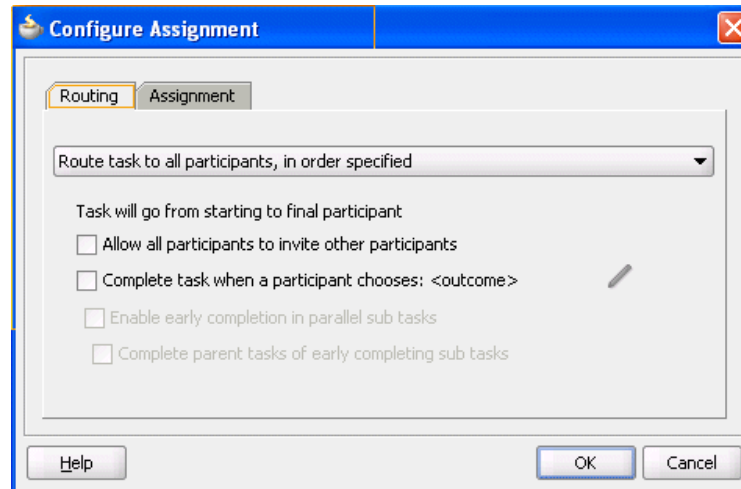 Configure Assignment
Routing
Assignment
Route task to all participants, in order specified
Task will go from starting to final participant
Allow all participants to invite other participants
Complete task when a participant chooses: <outcome>
Enable early completion in parallel sub tasks
Complete parent tasks of early completing sub tasks
Help
OK
Cancel